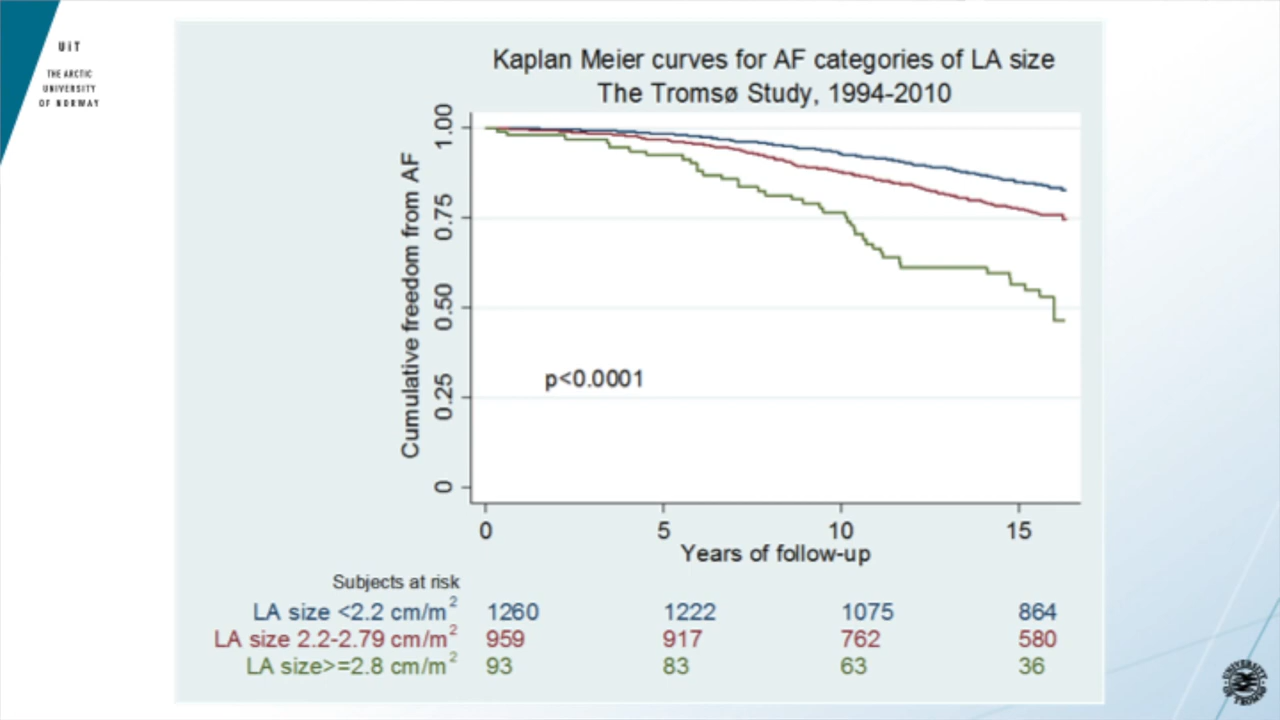 UiT
THE ARCTIC
UNIVERSITY
OF NORWAY
Kaplan Meier curves for AF categories of LA size
The Tromsø Study, 1994-2010
Cumulative freedom from AF
1.00
0.75
0.50
0.25
0
p<0.0001
0 5 10 15
Years of follow-up
Subjects at risk
LA size <2.2 cm/m² 1260 1222 1075 864
LA size 2.2-2.79 cm/m² 959 917 762 580
LA size>=2.8 cm/m² 93 83 63 36
UNIVERSITY
OF TROMSØ